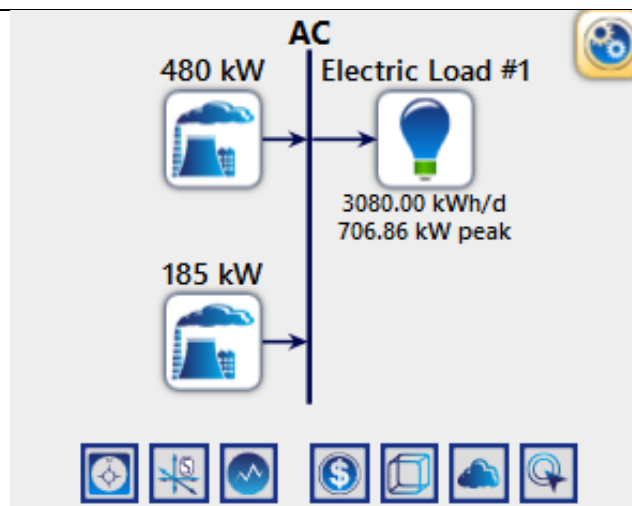 AC
480 kW
Electric Load #1
3080.00 kWh/d
706.86 kW peak
185 kW